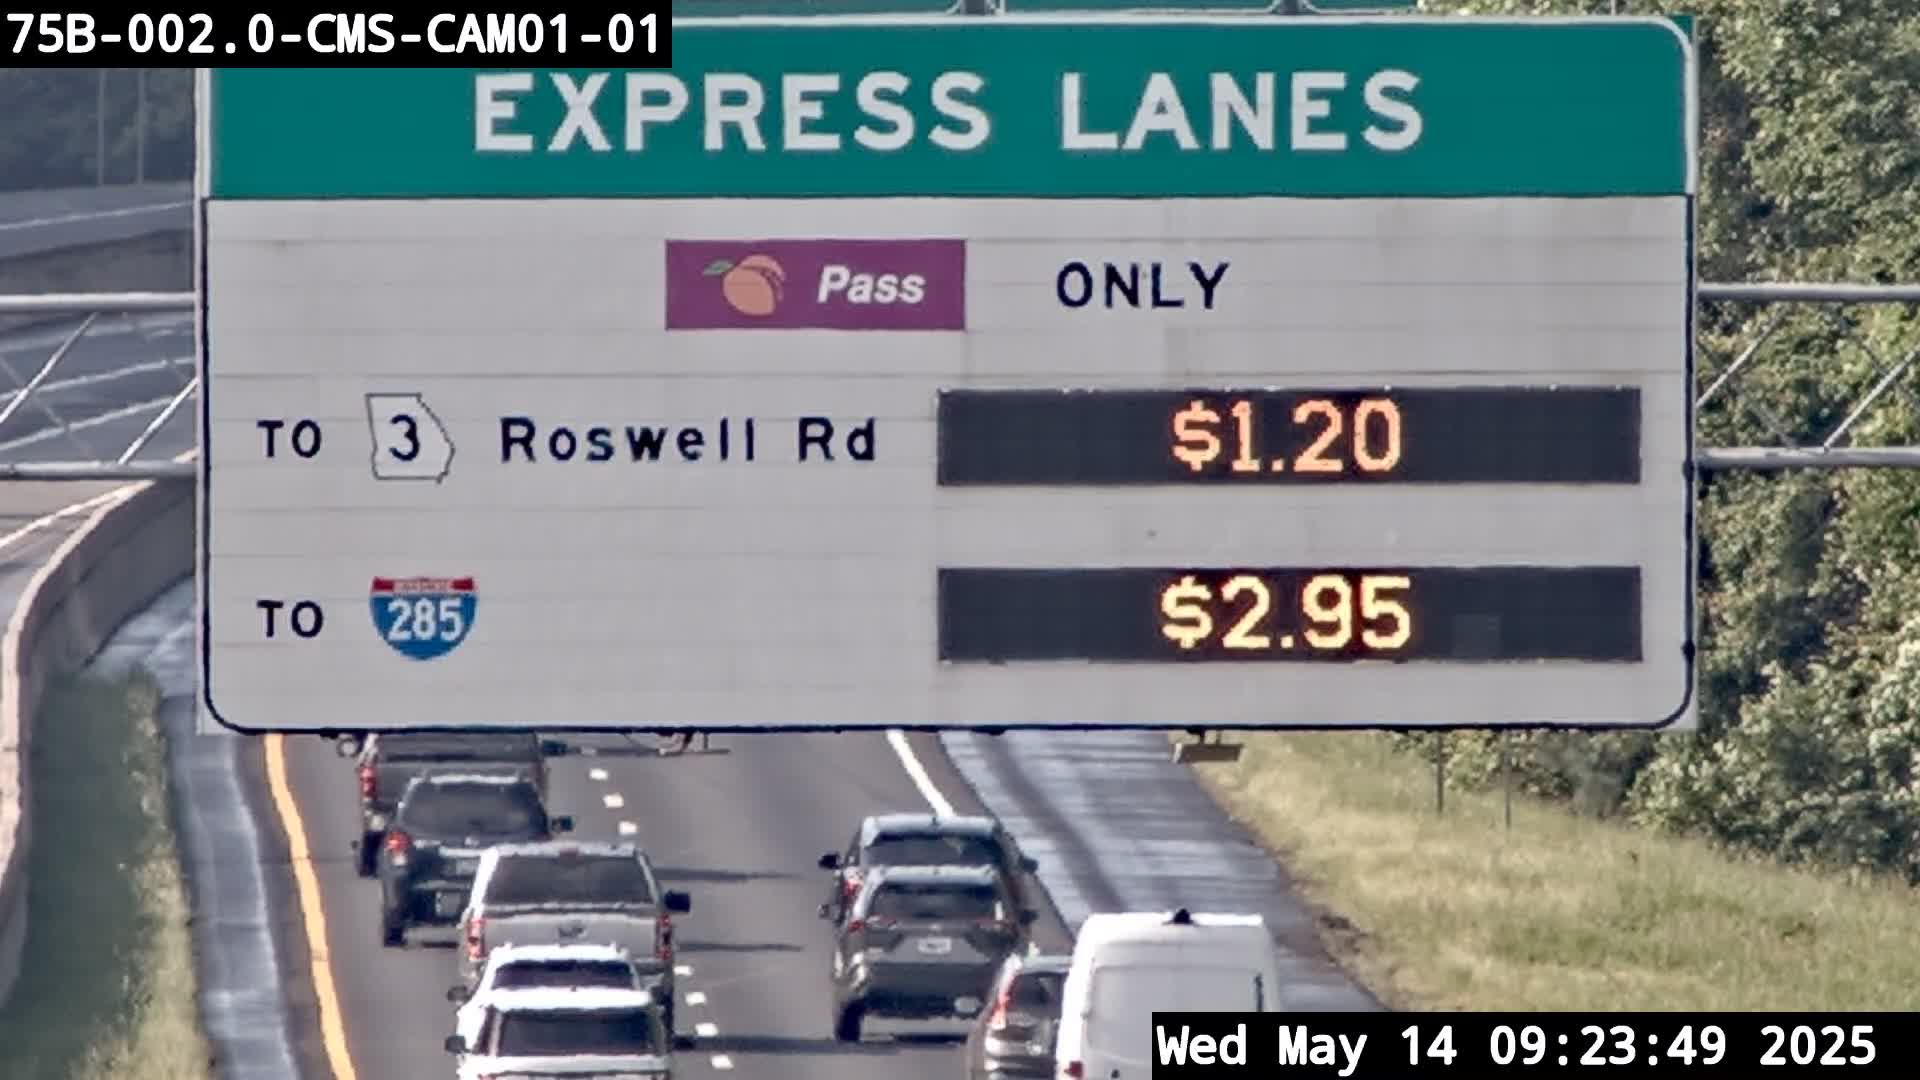 75B-002.0-CMS-CAM01-01
EXPRESS LANES
Pass ONLY
TO 3 Roswell Rd $1.20
TO 285 $2.95
Wed May 14 09:23:49 2025